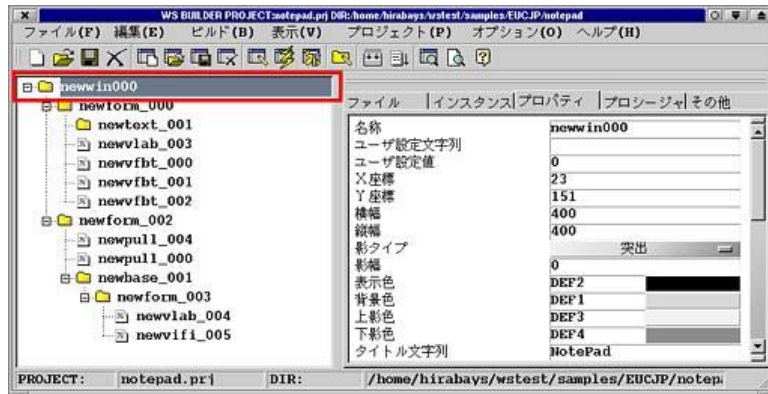 WS BUILDER PROJECT:notepad.prj DIR:/home/hirabays/wstest/samples/EUCJP/notepad
ファイル(F) 編集(E) ビルド(B) 表示(V) プロジェクト(P) オプション(O) ヘルプ(H)
newwin000
newform_000
newtext_001
newvlab_003
newvfbt_000
newvfbt_001
newvfbt_002
newform_002
newpull_004
newpull_000
newbase_001
newform_003
newvlab_004
newvifi_005
ファイル インスタンス プロパティ プロシージャ その他
名称 newwin000
ユーザ設定文字列
ユーザ設定値 0
X座標 23
Y座標 151
横幅 400
縦幅 400
影タイプ 突出
影幅 0
表示色 DEF2
背景色 DEF1
上影色 DEF3
下影色 DEF4
タイトル文字列 NotePad
PROJECT: notepad.prj DIR: /home/hirabays/wstest/samples/EUCJP/notep